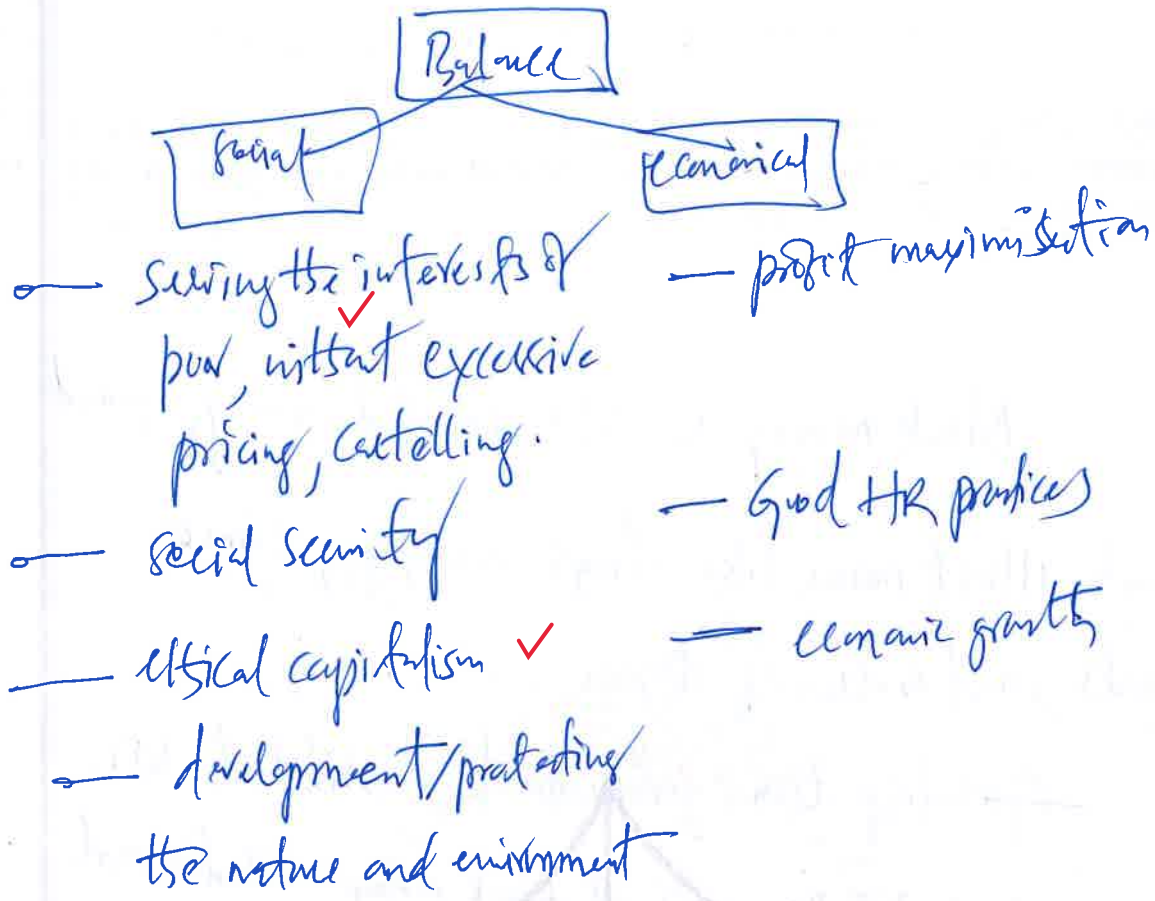 Balance
social
economical
— serving the interests of
poor, without excessive
pricing, cartelling.
— social security
— ethical capitalism
— development/protecting
the nature and environment
— profit maximisation
— Good HR practices
— economic growth